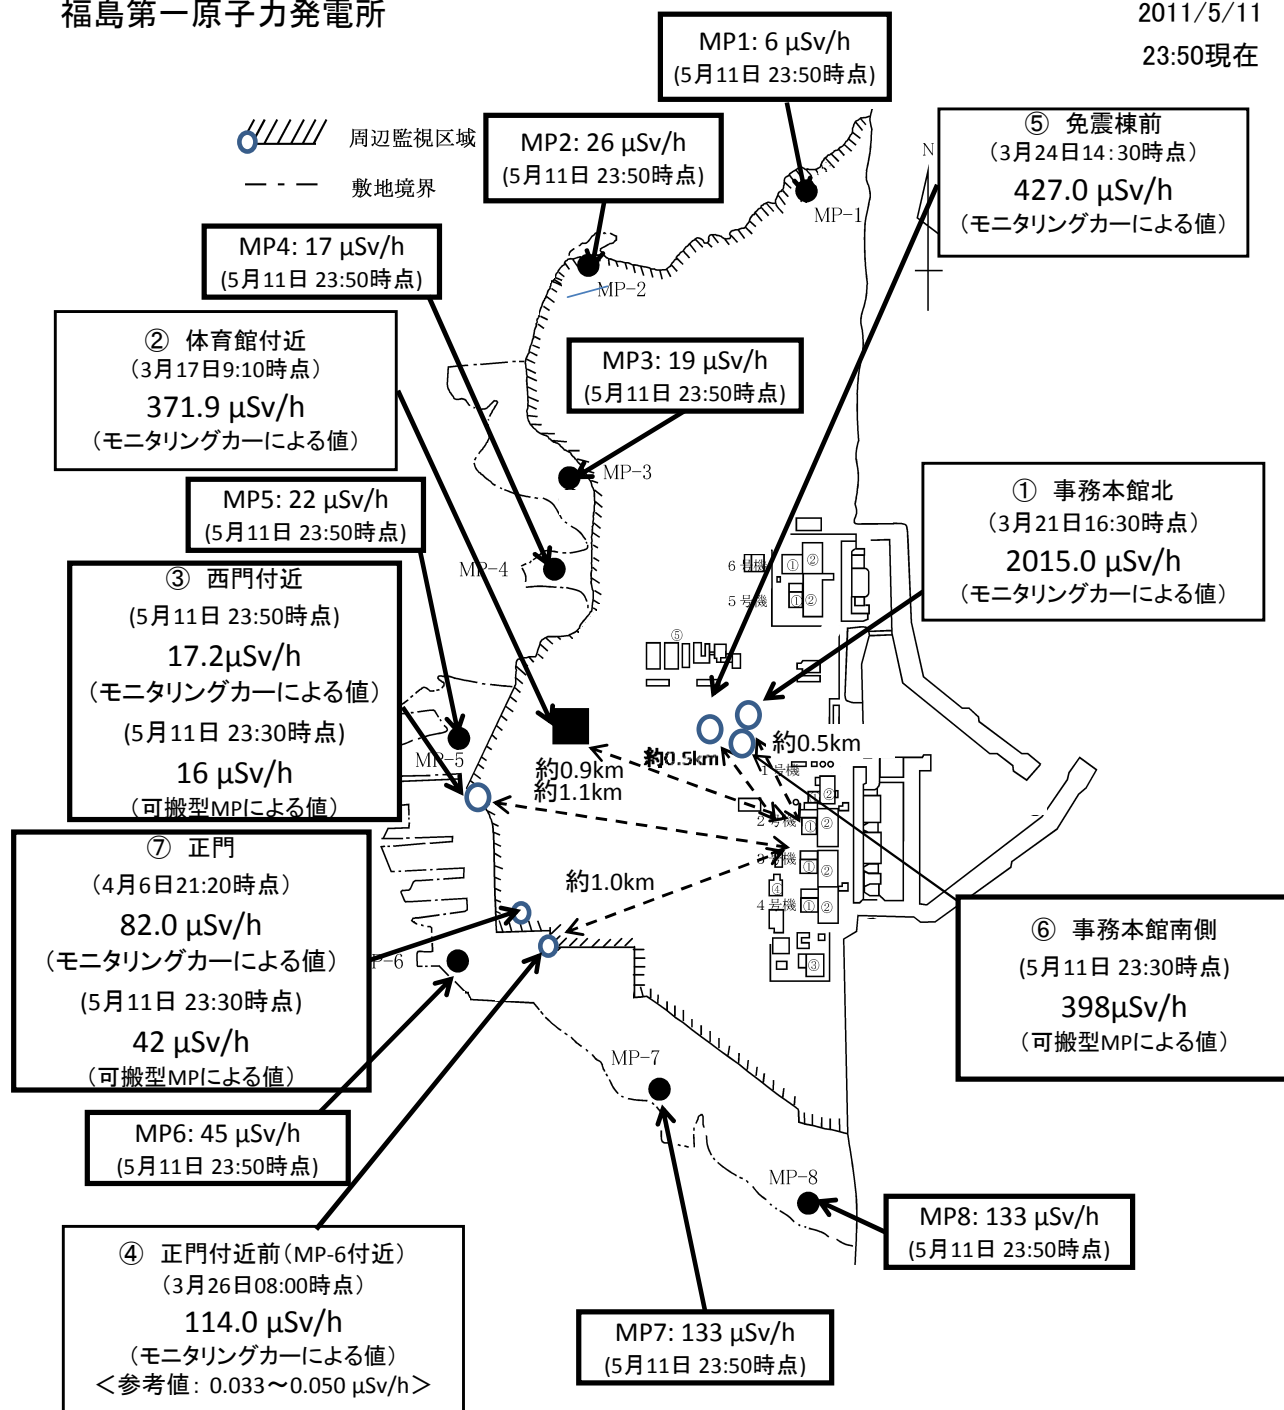 福島第一原子力発電所
2011/5/11
23:50現在
MP1: 6 μSv/h
(5月11日 23:50時点)
周辺監視区域
敷地境界
MP2: 26 μSv/h
(5月11日 23:50時点)
⑤ 免震棟前
(3月24日14:30時点)
427.0 μSv/h
(モニタリングカーによる値)
N
MP-1
MP4: 17 μSv/h
(5月11日 23:50時点)
MP-2
② 体育館付近
(3月17日9:10時点)
371.9 μSv/h
(モニタリングカーによる値)
MP3: 19 μSv/h
(5月11日 23:50時点)
MP-3
MP5: 22 μSv/h
(5月11日 23:50時点)
① 事務本館北
(3月21日16:30時点)
2015.0 μSv/h
(モニタリングカーによる値)
MP-4
6号機
① ②
5号機
① ②
③ 西門付近
(5月11日 23:50時点)
17.2μSv/h
(モニタリングカーによる値)
(5月11日 23:30時点)
16 μSv/h
(可搬型MPによる値)
⑤
MP-5
約0.9km
約1.1km
約0.5km
約0.5km
1号機
① ②
2号機
① ②
3号機
① ②
④
4号機
① ②
③
約1.0km
⑦ 正門
(4月6日21:20時点)
82.0 μSv/h
(モニタリングカーによる値)
(5月11日 23:30時点)
42 μSv/h
(可搬型MPによる値)
P-6
⑥ 事務本館南側
(5月11日 23:30時点)
398μSv/h
(可搬型MPによる値)
MP-7
MP6: 45 μSv/h
(5月11日 23:50時点)
MP-8
MP8: 133 μSv/h
(5月11日 23:50時点)
④ 正門付近前(MP-6付近)
(3月26日08:00時点)
114.0 μSv/h
(モニタリングカーによる値)
<参考値: 0.033~0.050 μSv/h>
MP7: 133 μSv/h
(5月11日 23:50時点)